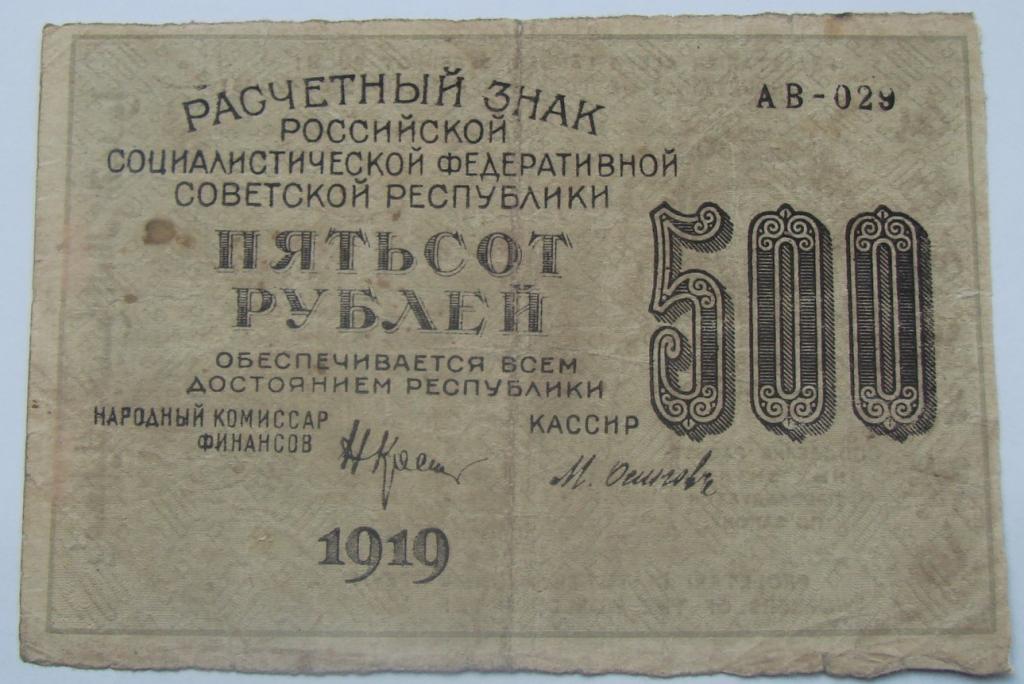 РАСЧЕТНЫЙ ЗНАК
АВ-029
РОССИЙСКОЙ
СОЦИАЛИСТИЧЕСКОЙ ФЕДЕРАТИВНОЙ
СОВЕТСКОЙ РЕСПУБЛИКИ
ПЯТЬСОТ
РУБЛЕЙ
500
ОБЕСПЕЧИВАЕТСЯ ВСЕМ
ДОСТОЯНИЕМ РЕСПУБЛИКИ
НАРОДНЫЙ КОМИССАР
ФИНАНСОВ
КАССИР
М. Осиповъ
1919